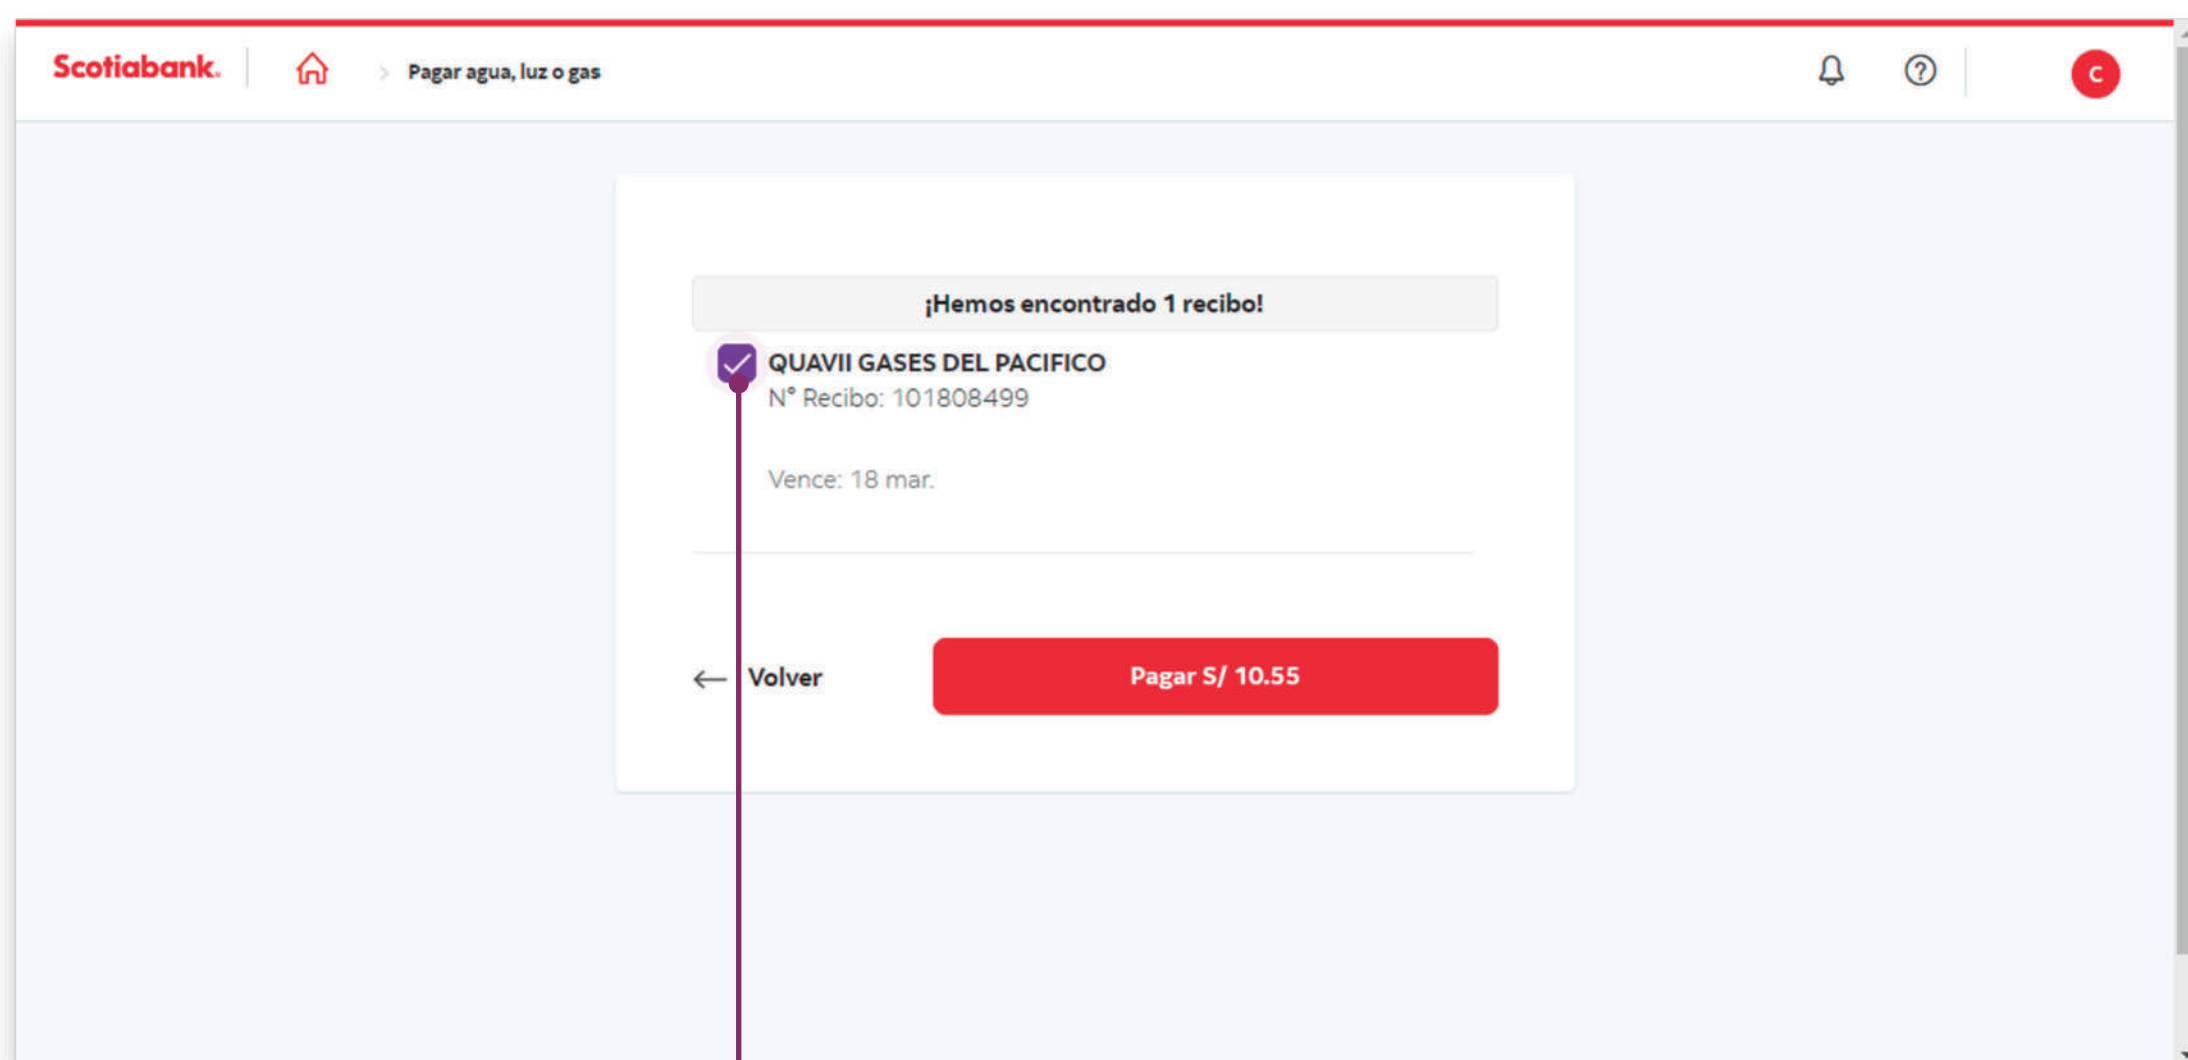 Scotiabank.
> Pagar agua, luz o gas
C
¡Hemos encontrado 1 recibo!
QUAVII GASES DEL PACIFICO
N° Recibo: 101808499
Vence: 18 mar.
← Volver
Pagar S/ 10.55